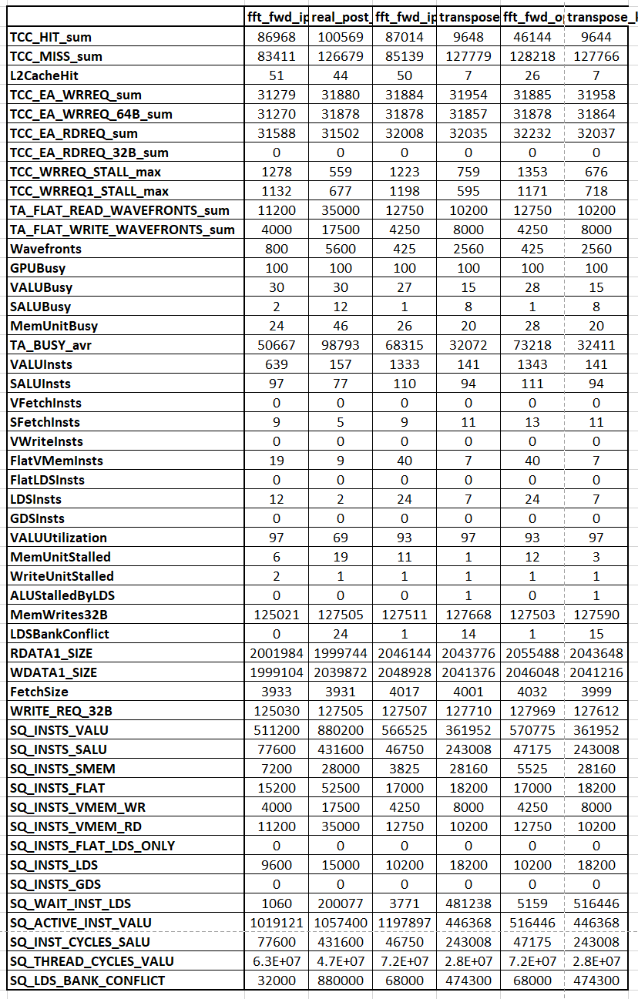 fft_fwd_ip real_post_ fft_fwd_ip transpose fft_fwd_op transpose_k
TCC_HIT_sum 86968 100569 87014 9648 46144 9644
TCC_MISS_sum 83411 126679 85139 127779 128218 127766
L2CacheHit 51 44 50 7 26 7
TCC_EA_WRREQ_sum 31279 31880 31884 31954 31885 31958
TCC_EA_WRREQ_64B_sum 31270 31878 31878 31857 31878 31864
TCC_EA_RDREQ_sum 31588 31502 32008 32035 32232 32037
TCC_EA_RDREQ_32B_sum 0 0 0 0 0 0
TCC_WRREQ_STALL_max 1278 559 1223 759 1353 676
TCC_WRREQ1_STALL_max 1132 677 1198 595 1171 718
TA_FLAT_READ_WAVEFRONTS_sum 11200 35000 12750 10200 12750 10200
TA_FLAT_WRITE_WAVEFRONTS_sum 4000 17500 4250 8000 4250 8000
Wavefronts 800 5600 425 2560 425 2560
GPUBusy 100 100 100 100 100 100
VALUBusy 30 30 27 15 28 15
SALUBusy 2 12 1 8 1 8
MemUnitBusy 24 46 26 20 28 20
TA_BUSY_avr 50667 98793 68315 32072 73218 32411
VALUInsts 639 157 1333 141 1343 141
SALUInsts 97 77 110 94 111 94
VFetchInsts 0 0 0 0 0 0
SFetchInsts 9 5 9 11 13 11
VWriteInsts 0 0 0 0 0 0
FlatVMemInsts 19 9 40 7 40 7
FlatLDSInsts 0 0 0 0 0 0
LDSInsts 12 2 24 7 24 7
GDSInsts 0 0 0 0 0 0
VALUUtilization 97 69 93 97 93 97
MemUnitStalled 6 19 11 1 12 3
WriteUnitStalled 2 1 1 1 1 1
ALUStalledByLDS 0 0 0 1 0 1
MemWrites32B 125021 127505 127511 127668 127503 127590
LDSBankConflict 0 24 1 14 1 15
RDATA1_SIZE 2001984 1999744 2046144 2043776 2055488 2043648
WDATA1_SIZE 1999104 2039872 2048928 2041376 2046048 2041216
FetchSize 3933 3931 4017 4001 4032 3999
WRITE_REQ_32B 125030 127505 127507 127710 127969 127612
SQ_INSTS_VALU 511200 880200 566525 361952 570775 361952
SQ_INSTS_SALU 77600 431600 46750 243008 47175 243008
SQ_INSTS_SMEM 7200 28000 3825 28160 5525 28160
SQ_INSTS_FLAT 15200 52500 17000 18200 17000 18200
SQ_INSTS_VMEM_WR 4000 17500 4250 8000 4250 8000
SQ_INSTS_VMEM_RD 11200 35000 12750 10200 12750 10200
SQ_INSTS_FLAT_LDS_ONLY 0 0 0 0 0 0
SQ_INSTS_LDS 9600 15000 10200 18200 10200 18200
SQ_INSTS_GDS 0 0 0 0 0 0
SQ_WAIT_INST_LDS 1060 200077 3771 481238 5159 516446
SQ_ACTIVE_INST_VALU 1019121 1057400 1197897 446368 516446 446368
SQ_INST_CYCLES_SALU 77600 431600 46750 243008 47175 243008
SQ_THREAD_CYCLES_VALU 6.3E+07 4.7E+07 7.2E+07 2.8E+07 7.2E+07 2.8E+07
SQ_LDS_BANK_CONFLICT 32000 880000 68000 474300 68000 474300